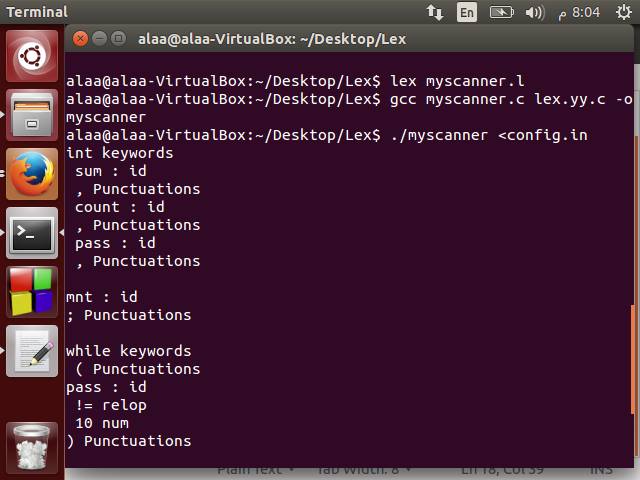 Terminal
En
8:04 م
alaa@alaa-VirtualBox: ~/Desktop/Lex
alaa@alaa-VirtualBox:~/Desktop/Lex$ lex myscanner.l
alaa@alaa-VirtualBox:~/Desktop/Lex$ gcc myscanner.c lex.yy.c -o
myscanner
alaa@alaa-VirtualBox:~/Desktop/Lex$ ./myscanner <config.in
int keywords
sum : id
, Punctuations
count : id
, Punctuations
pass : id
, Punctuations
mnt : id
; Punctuations
while keywords
( Punctuations
pass : id
!= relop
10 num
) Punctuations
Plain Text Tab Width: 8 Ln 18, Col 39 INS